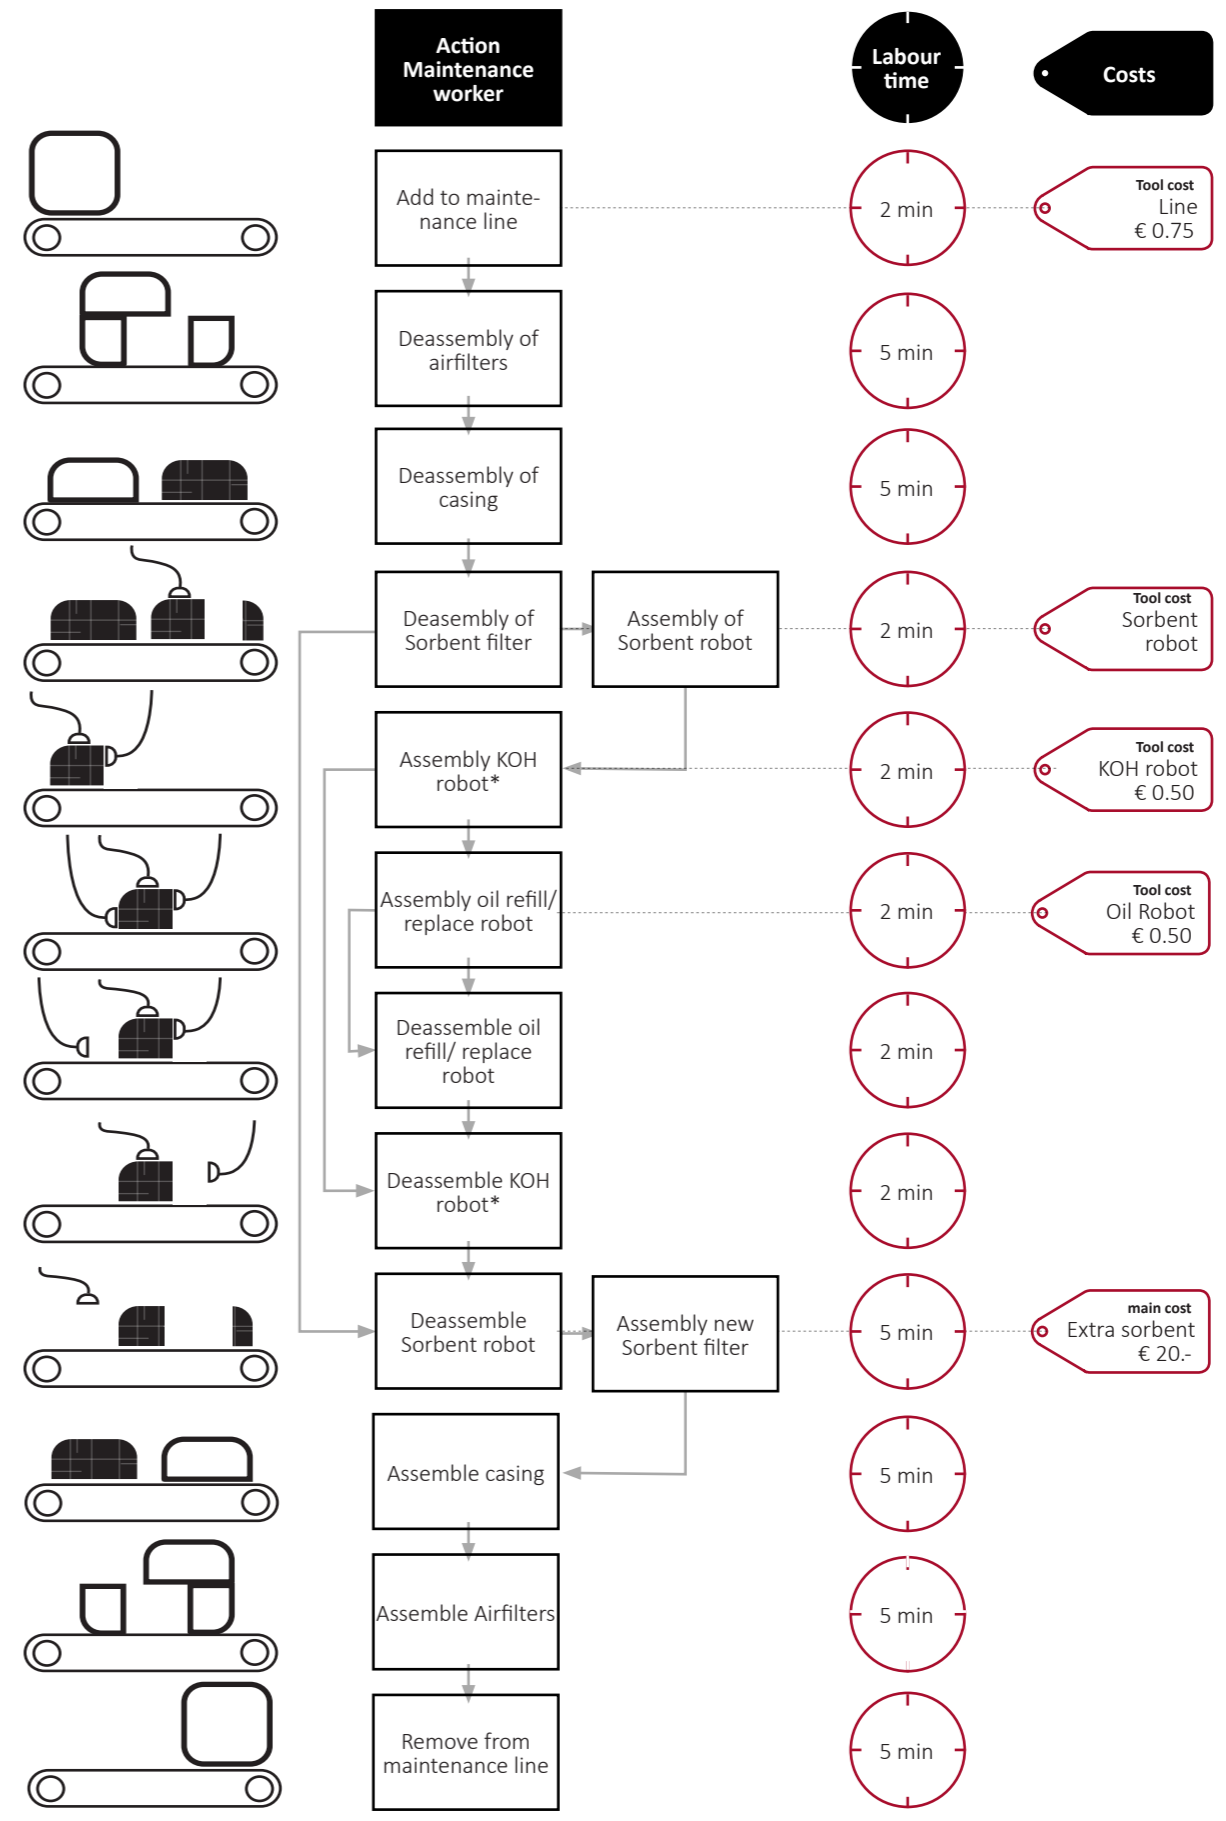 Action
Maintenance
worker
Labour
time
Costs
Add to mainte-
nance line
2 min
Tool cost
Line
€ 0.75
Deassembly of
airfilters
5 min
Deassembly of
casing
5 min
Deasembly of
Sorbent filter
Assembly of
Sorbent robot
2 min
Tool cost
Sorbent
robot
Assembly KOH
robot*
2 min
Tool cost
KOH robot
€ 0.50
Assembly oil refill/
replace robot
2 min
Tool cost
Oil Robot
€ 0.50
Deassemble oil
refill/ replace
robot
2 min
Deassemble KOH
robot*
2 min
Deassemble
Sorbent robot
Assembly new
Sorbent filter
5 min
main cost
Extra sorbent
€ 20.-
Assemble casing
5 min
Assemble Airfilters
5 min
Remove from
maintenance line
5 min